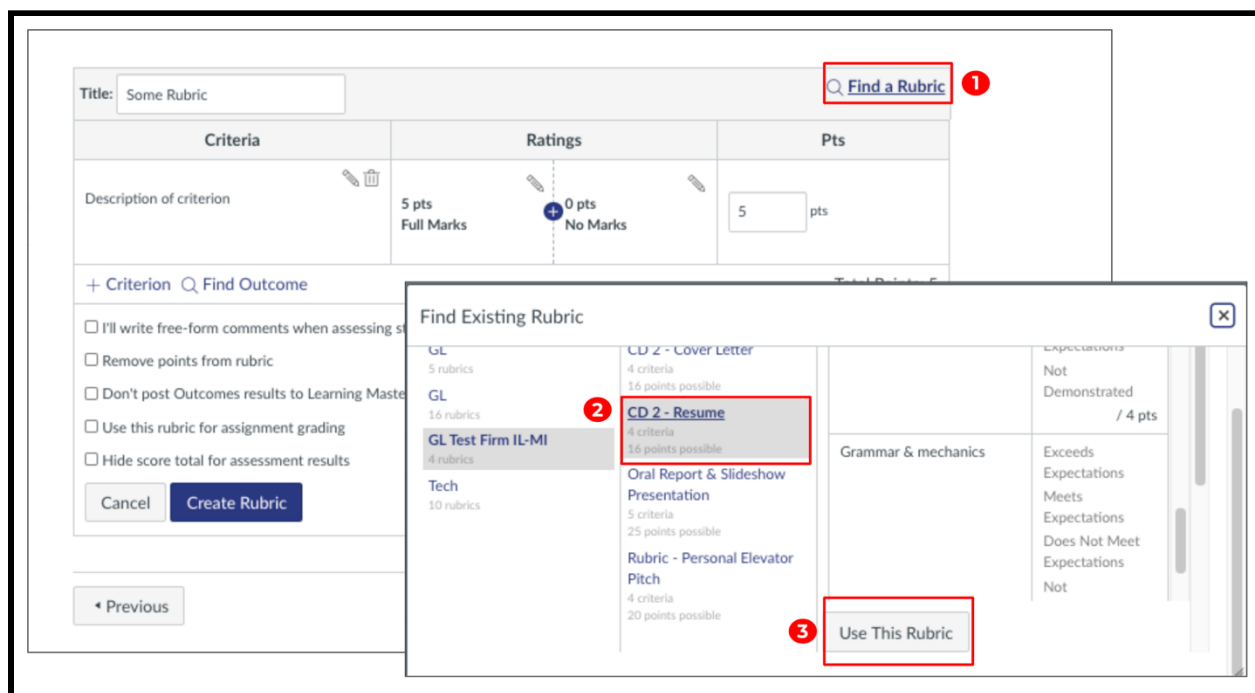 Title: Some Rubric
Find a Rubric
1
Criteria Ratings Pts
Description of criterion
5 pts
Full Marks
0 pts
No Marks
5 pts
+ Criterion Find Outcome
Total Points: 5
I'll write free-form comments when assessing
Remove points from rubric
Don't post Outcomes results to Learning
Use this rubric for assignment grading
Hide score total for assessment results
Cancel Create Rubric
Previous
Find Existing Rubric
GL
5 rubrics
GL
16 rubrics
GL Test Firm IL-MI
4 rubrics
Tech
10 rubrics
CD 2 - Cover Letter
4 criteria
16 points possible
2
CD 2 - Resume
4 criteria
16 points possible
Oral Report & Slideshow
Presentation
5 criteria
25 points possible
Rubric - Personal Elevator
Pitch
4 criteria
20 points possible
Expectations
Not
Demonstrated
/ 4 pts
Grammar & mechanics
Exceeds
Expectations
Meets
Expectations
Does Not Meet
Expectations
Not
3
Use This Rubric